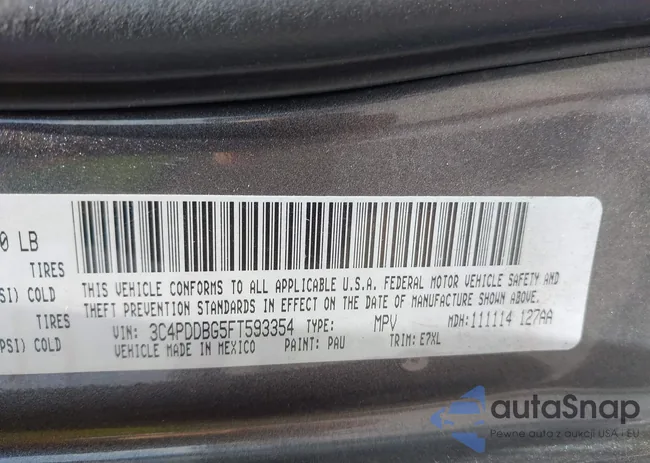 0 LB
TIRES
SI) COLD
TIRES
PSI) COLD
THIS VEHICLE CONFORMS TO ALL APPLICABLE U.S.A. FEDERAL MOTOR VEHICLE SAFETY AND
THEFT PREVENTION STANDARDS IN EFFECT ON THE DATE OF MANUFACTURE SHOWN ABOVE.
VIN: 3C4PDDBG5FT593354 TYPE: MPV MDH: 111114 127AA
VEHICLE MADE IN MEXICO PAINT: PAU TRIM: E7XL
autoSnap
Pewne auta z aukcji USA i EU